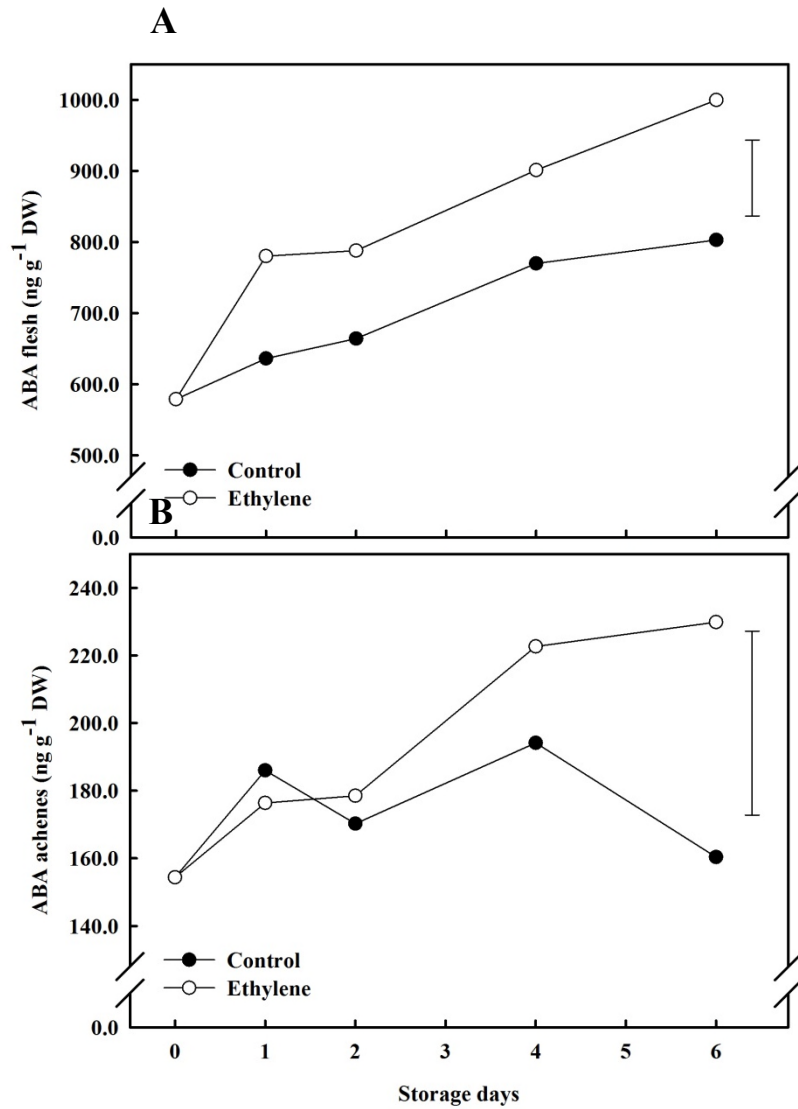 A
1000.0
900.0
800.0
700.0
600.0
500.0
0.0
ABA flesh (ng g⁻¹ DW)
Control
Ethylene
B
240.0
220.0
200.0
180.0
160.0
140.0
0.0
ABA achenes (ng g⁻¹ DW)
Control
Ethylene
0 1 2 3 4 5 6
Storage days